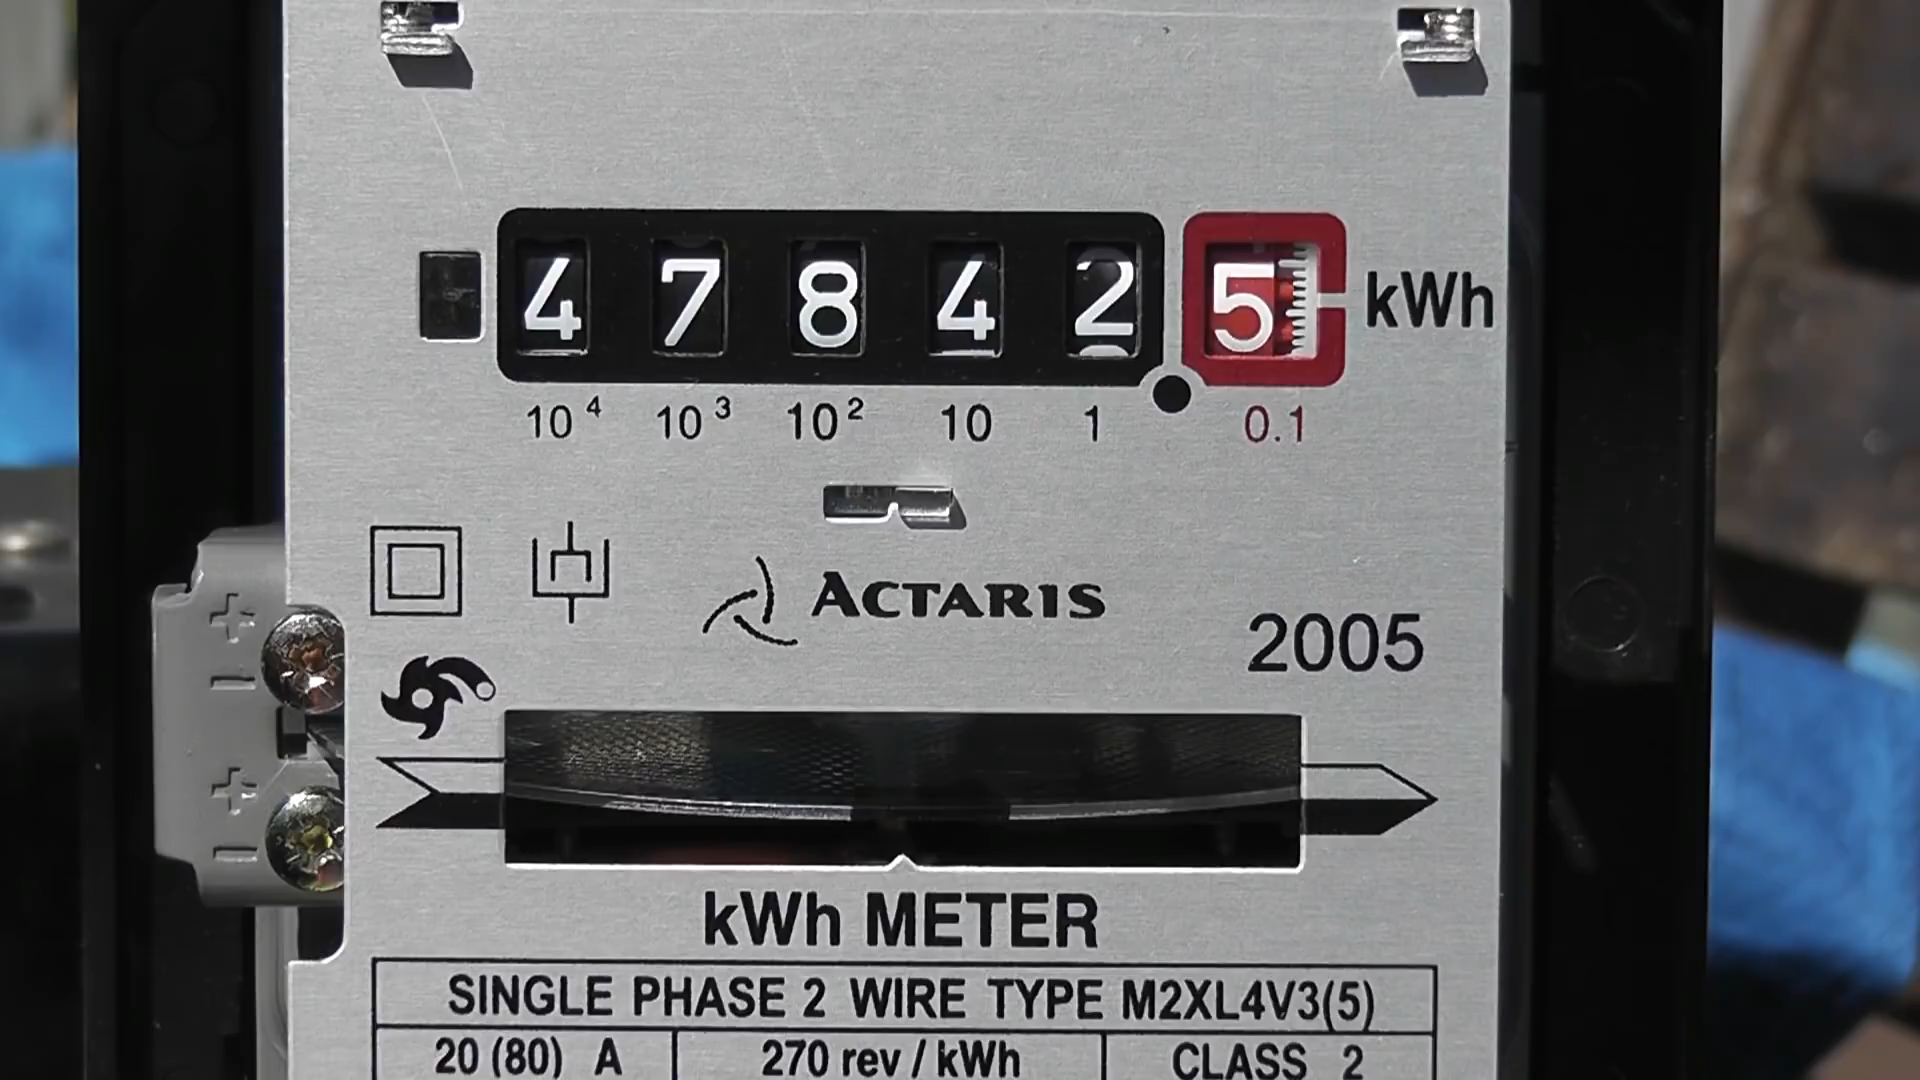 4 7 8 4 2 5 kWh
10⁴ 10³ 10² 10 1 0.1
ACTARIS
2005
+
-
+
-
kWh METER
SINGLE PHASE 2 WIRE TYPE M2XL4V3(5)
20 (80) A 270 rev / kWh CLASS 2